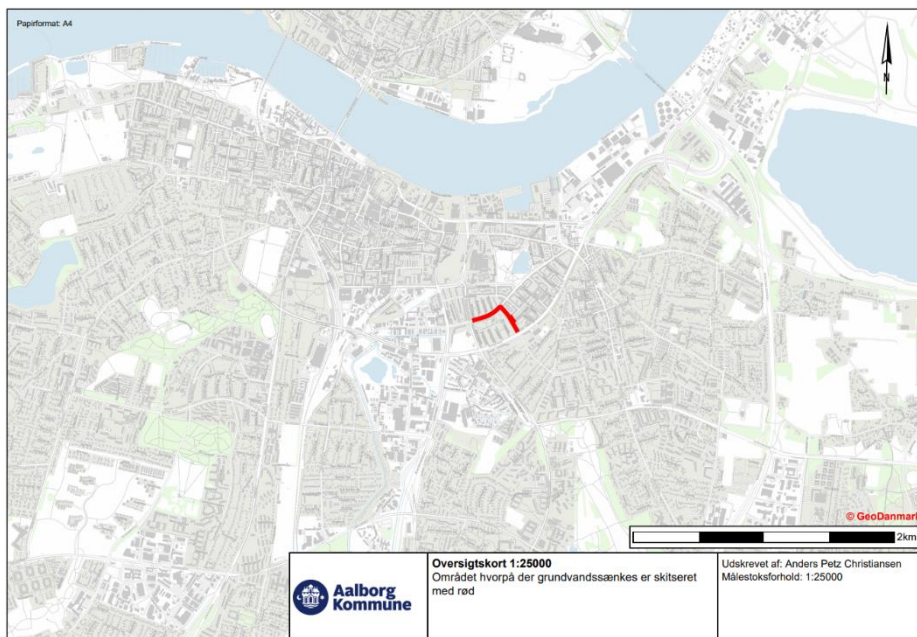 Papirformat: A4
N
© GeoDanmark
2km
Aalborg
Kommune
Oversigtskort 1:25000
Området hvorpå der grundvandssænkes er skitseret
med rød
Udskrevet af: Anders Petz Christiansen
Målestoksforhold: 1:25000